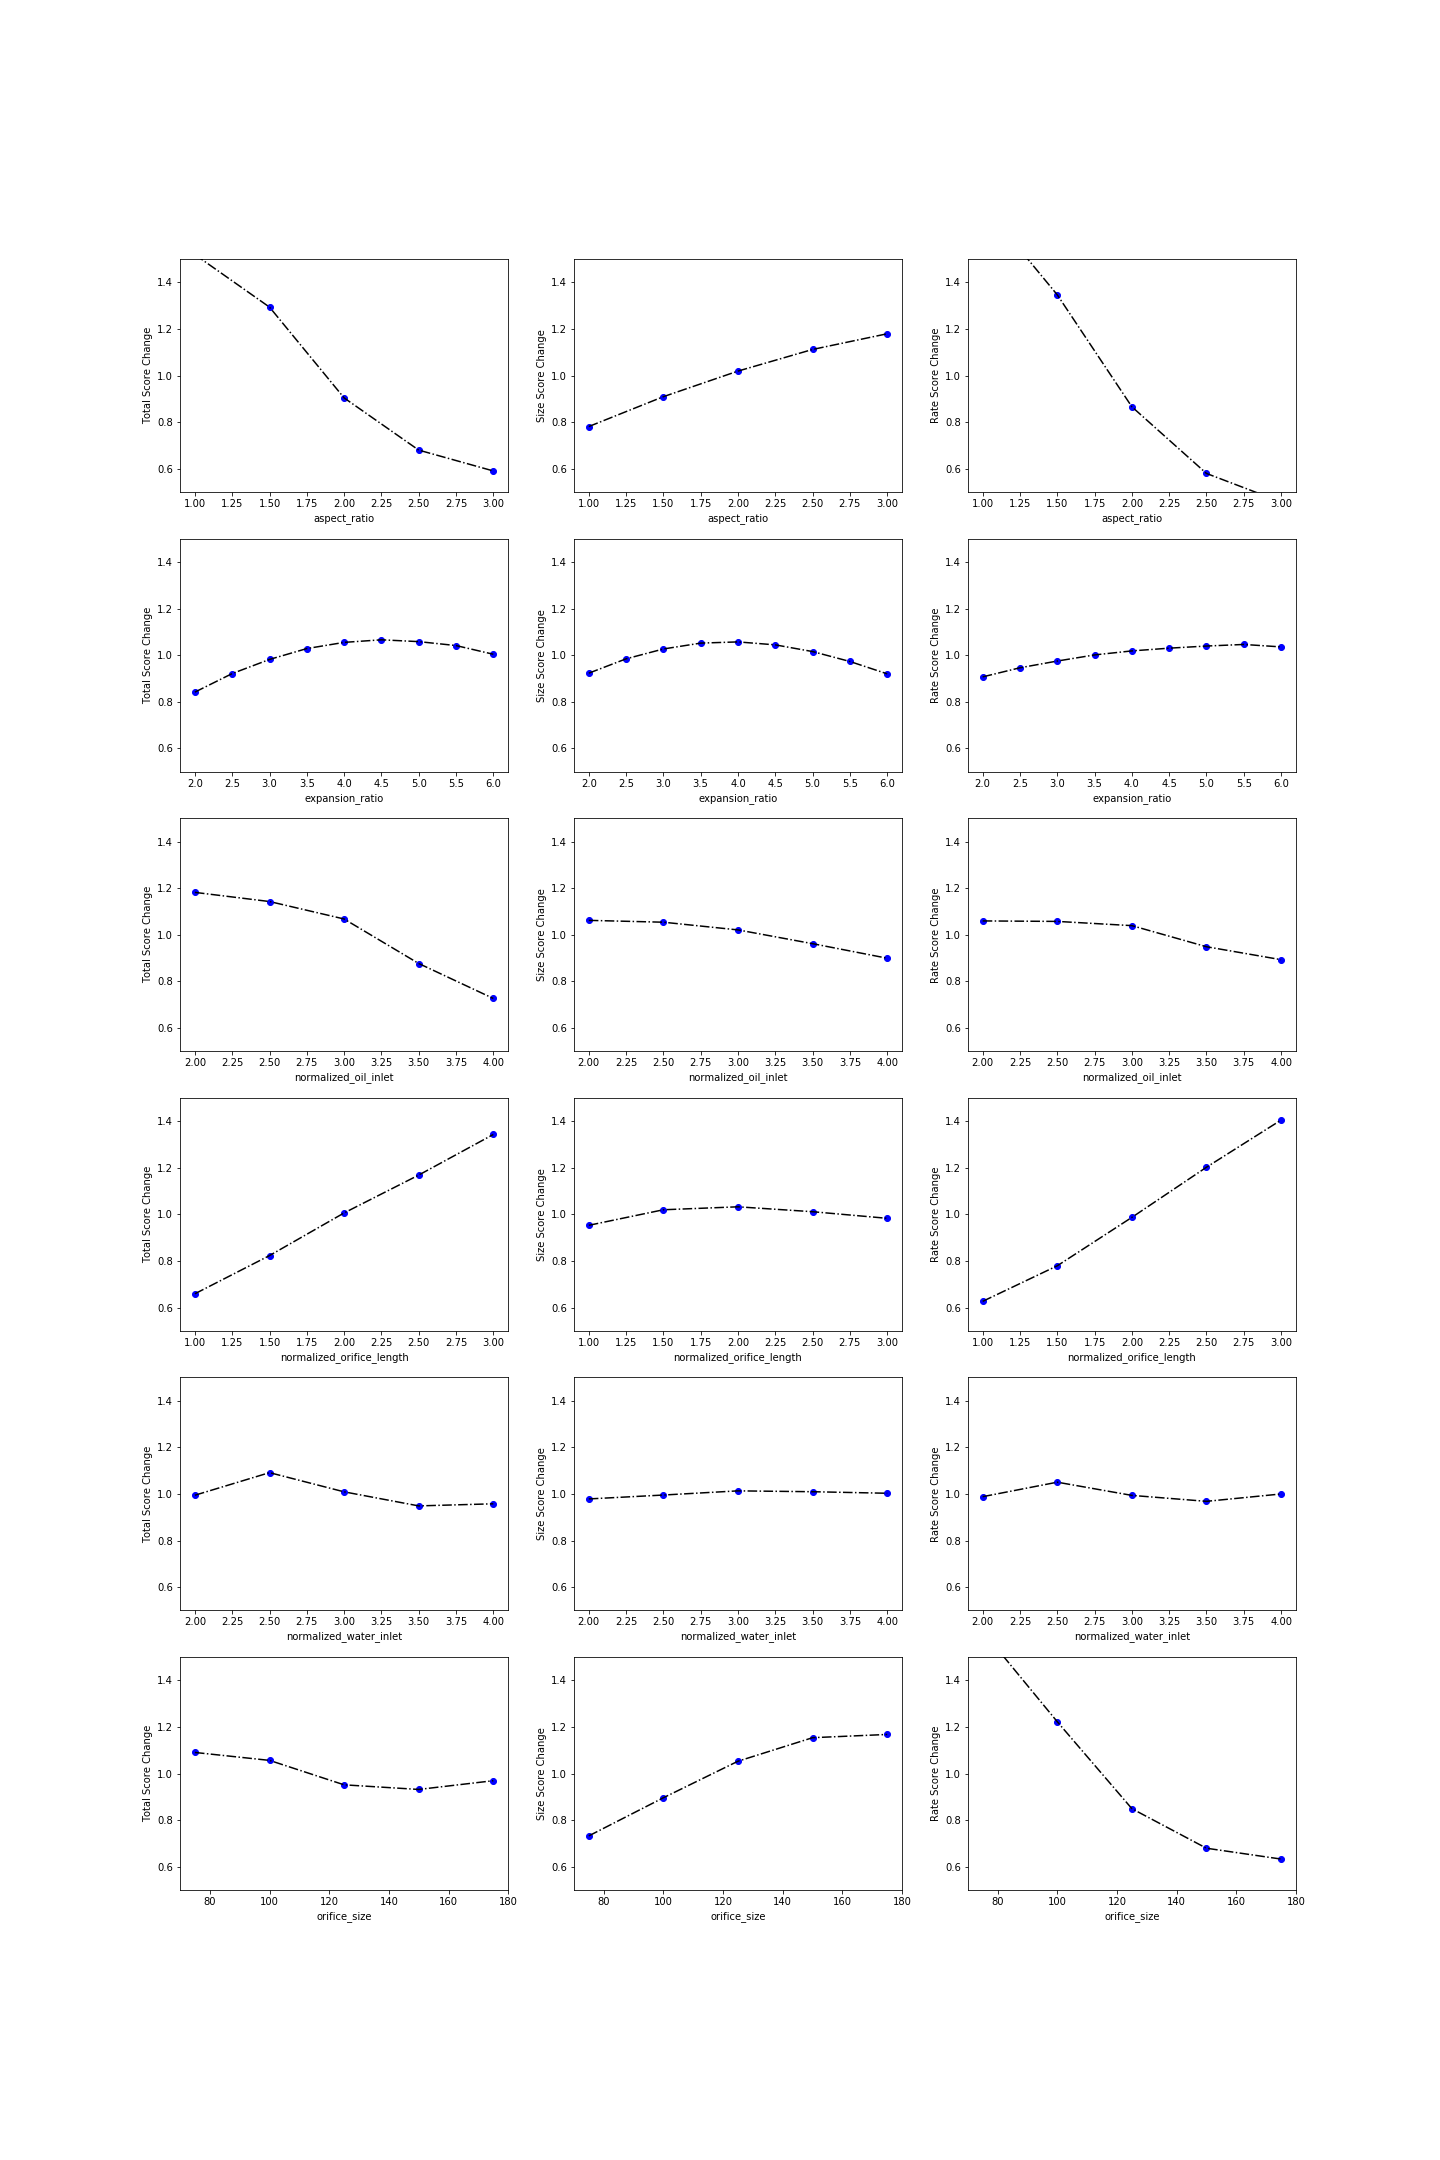 1.4 1.4 1.4
1.2 1.2 1.2
1.0 1.0 1.0
0.8 0.8 0.8
0.6 0.6 0.6
Total Score Change Size Score Change Rate Score Change
1.00 1.25 1.50 1.75 2.00 2.25 2.50 2.75 3.00 1.00 1.25 1.50 1.75 2.00 2.25 2.50 2.75 3.00 1.00 1.25 1.50 1.75 2.00 2.25 2.50 2.75 3.00
aspect_ratio aspect_ratio aspect_ratio
1.4 1.4 1.4
1.2 1.2 1.2
1.0 1.0 1.0
0.8 0.8 0.8
0.6 0.6 0.6
Total Score Change Size Score Change Rate Score Change
2.0 2.5 3.0 3.5 4.0 4.5 5.0 5.5 6.0 2.0 2.5 3.0 3.5 4.0 4.5 5.0 5.5 6.0 2.0 2.5 3.0 3.5 4.0 4.5 5.0 5.5 6.0
expansion_ratio expansion_ratio expansion_ratio
1.4 1.4 1.4
1.2 1.2 1.2
1.0 1.0 1.0
0.8 0.8 0.8
0.6 0.6 0.6
Total Score Change Size Score Change Rate Score Change
2.00 2.25 2.50 2.75 3.00 3.25 3.50 3.75 4.00 2.00 2.25 2.50 2.75 3.00 3.25 3.50 3.75 4.00 2.00 2.25 2.50 2.75 3.00 3.25 3.50 3.75 4.00
normalized_oil_inlet normalized_oil_inlet normalized_oil_inlet
1.4 1.4 1.4
1.2 1.2 1.2
1.0 1.0 1.0
0.8 0.8 0.8
0.6 0.6 0.6
Total Score Change Size Score Change Rate Score Change
1.00 1.25 1.50 1.75 2.00 2.25 2.50 2.75 3.00 1.00 1.25 1.50 1.75 2.00 2.25 2.50 2.75 3.00 1.00 1.25 1.50 1.75 2.00 2.25 2.50 2.75 3.00
normalized_orifice_length normalized_orifice_length normalized_orifice_length
1.4 1.4 1.4
1.2 1.2 1.2
1.0 1.0 1.0
0.8 0.8 0.8
0.6 0.6 0.6
Total Score Change Size Score Change Rate Score Change
2.00 2.25 2.50 2.75 3.00 3.25 3.50 3.75 4.00 2.00 2.25 2.50 2.75 3.00 3.25 3.50 3.75 4.00 2.00 2.25 2.50 2.75 3.00 3.25 3.50 3.75 4.00
normalized_water_inlet normalized_water_inlet normalized_water_inlet
1.4 1.4 1.4
1.2 1.2 1.2
1.0 1.0 1.0
0.8 0.8 0.8
0.6 0.6 0.6
Total Score Change Size Score Change Rate Score Change
80 100 120 140 160 180 80 100 120 140 160 180 80 100 120 140 160 180
orifice_size orifice_size orifice_size